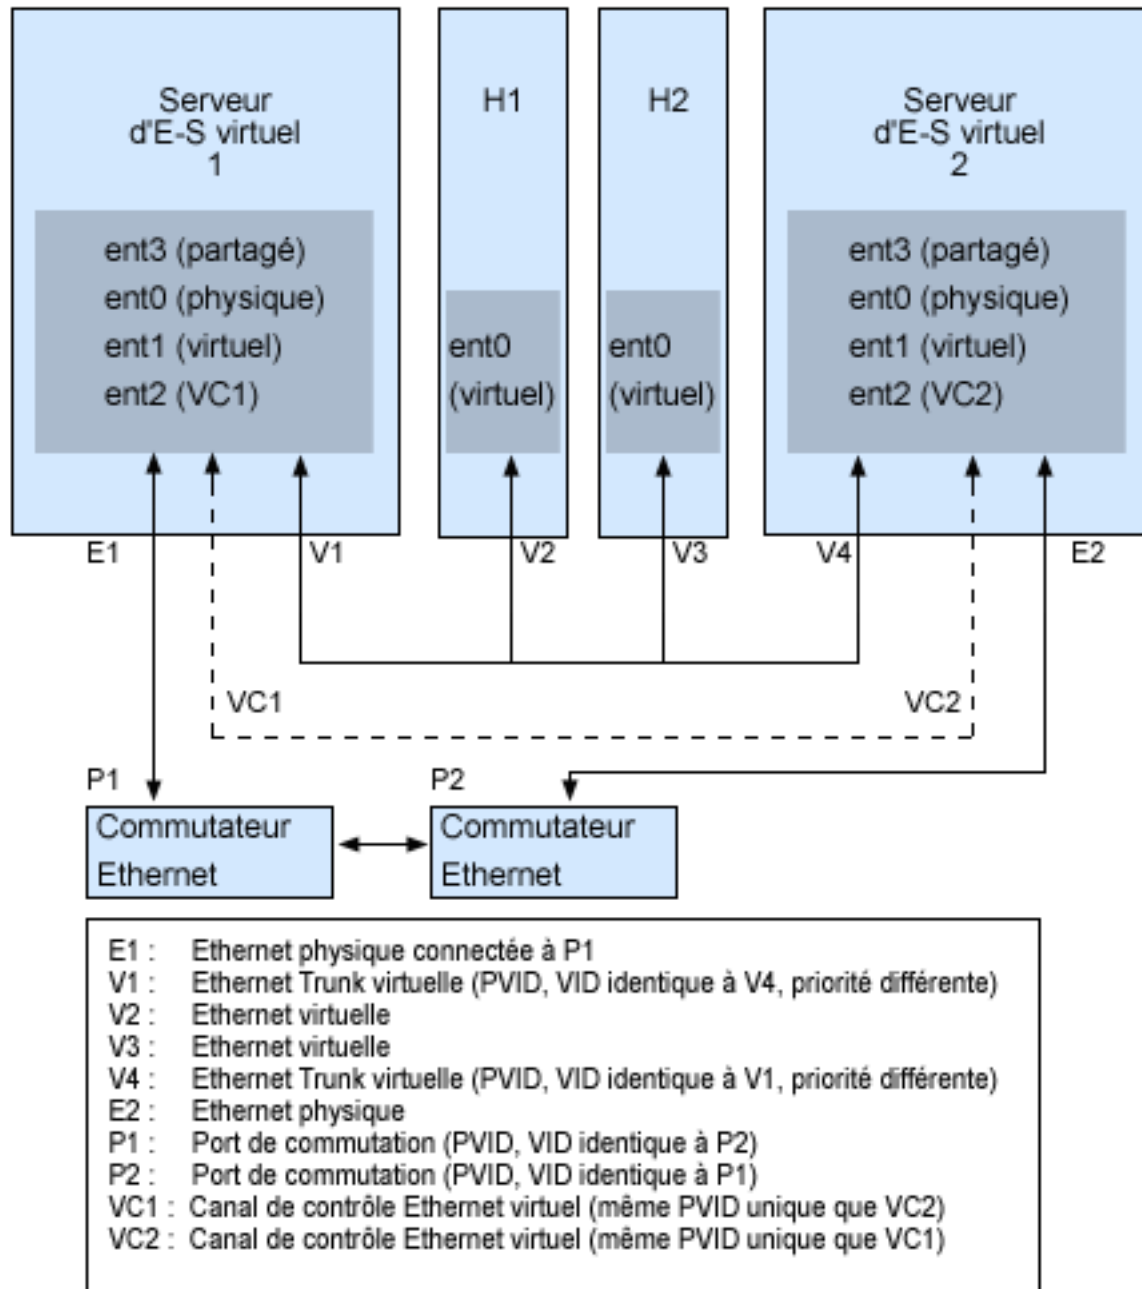 Serveur
d'E-S virtuel
1
H1
H2
Serveur
d'E-S virtuel
2
ent3 (partagé)
ent0 (physique)
ent1 (virtuel)
ent2 (VC1)
ent0
(virtuel)
ent0
(virtuel)
ent3 (partagé)
ent0 (physique)
ent1 (virtuel)
ent2 (VC2)
E1
V1
V2
V3
V4
E2
VC1
VC2
P1
P2
Commutateur
Ethernet
Commutateur
Ethernet
E1 : Ethernet physique connectée à P1
V1 : Ethernet Trunk virtuelle (PVID, VID identique à V4, priorité différente)
V2 : Ethernet virtuelle
V3 : Ethernet virtuelle
V4 : Ethernet Trunk virtuelle (PVID, VID identique à V1, priorité différente)
E2 : Ethernet physique
P1 : Port de commutation (PVID, VID identique à P2)
P2 : Port de commutation (PVID, VID identique à P1)
VC1 : Canal de contrôle Ethernet virtuel (même PVID unique que VC2)
VC2 : Canal de contrôle Ethernet virtuel (même PVID unique que VC1)